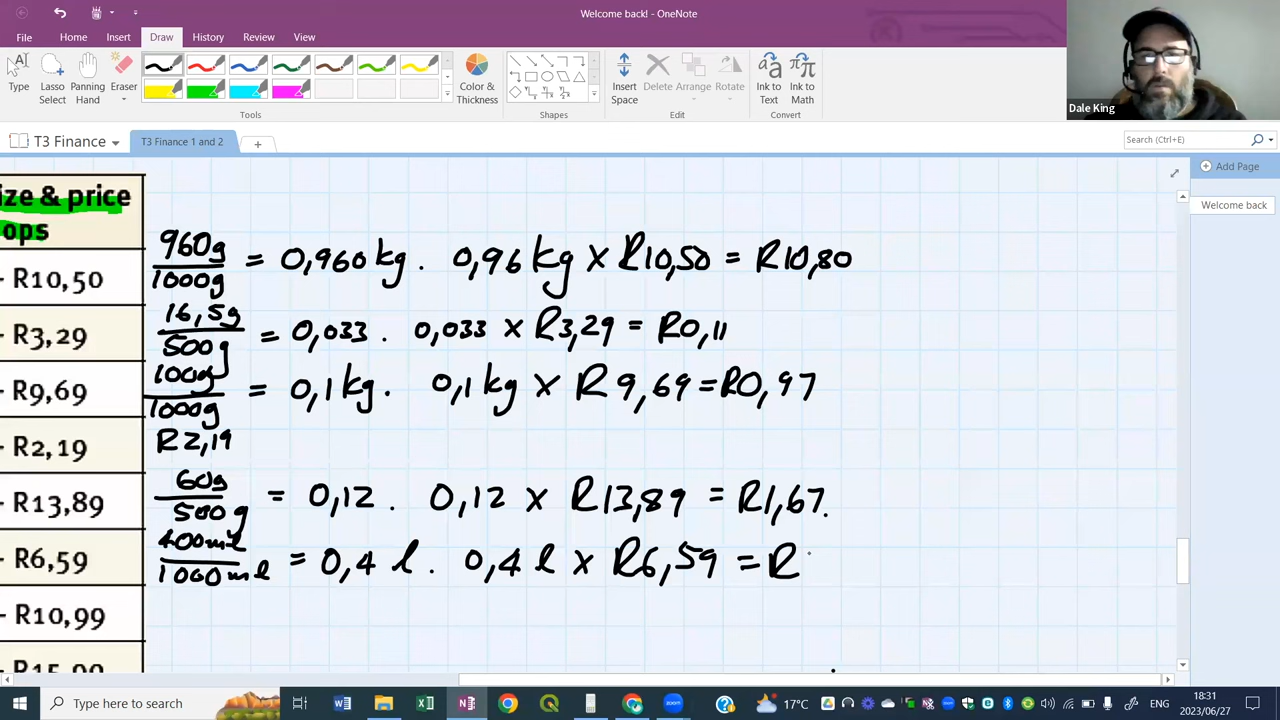 Welcome back! - OneNote
File Home Insert Draw History Review View
Type
Lasso Select
Panning Hand
Eraser
Color & Thickness
Insert Space
Delete
Arrange
Rotate
Ink to Text
Ink to Math
Tools
Shapes
Edit
Convert
Dale King
T3 Finance
T3 Finance 1 and 2
Search (Ctrl+E)
Add Page
Welcome back
ize & price
ops
- R10,50
- R3,29
- R9,69
- R2,19
- R13,89
- R6,59
- R10,99
- R15,99
960g
1000g
= 0,960 kg. 0,96 kg × R10,50 = R10,80
16,5g
500g
= 0,033 . 0,033 × R3,29 = R0,11
100g
1000g
= 0,1 kg. 0,1 kg × R 9,69 = R0,97
R2,19
60g
500g
= 0,12 . 0,12 × R13,89 = R1,67.
400ml
1000ml
= 0,4 l . 0,4 l × R6,59 = R
Type here to search
17°C
18:31
2023/06/27